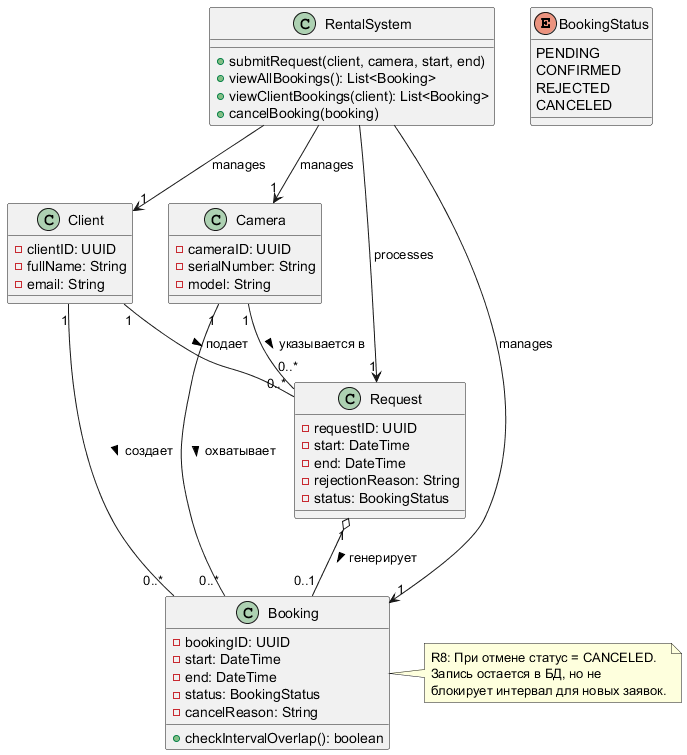 C RentalSystem
submitRequest(client, camera, start, end)
viewAllBookings(): List<Booking>
viewClientBookings(client): List<Booking>
cancelBooking(booking)
E BookingStatus
PENDING
CONFIRMED
REJECTED
CANCELED
manages
manages
processes
manages
1
1
C Client
clientID: UUID
fullName: String
email: String
C Camera
cameraID: UUID
serialNumber: String
model: String
1
1
1
1
подает
указывается в
0..*
0..*
1
C Request
requestID: UUID
start: DateTime
end: DateTime
rejectionReason: String
status: BookingStatus
создает
охватывает
1
генерирует
0..*
0..*
0..1
1
C Booking
bookingID: UUID
start: DateTime
end: DateTime
status: BookingStatus
cancelReason: String
checkIntervalOverlap(): boolean
R8: При отмене статус = CANCELED.
Запись остается в БД, но не
блокирует интервал для новых заявок.